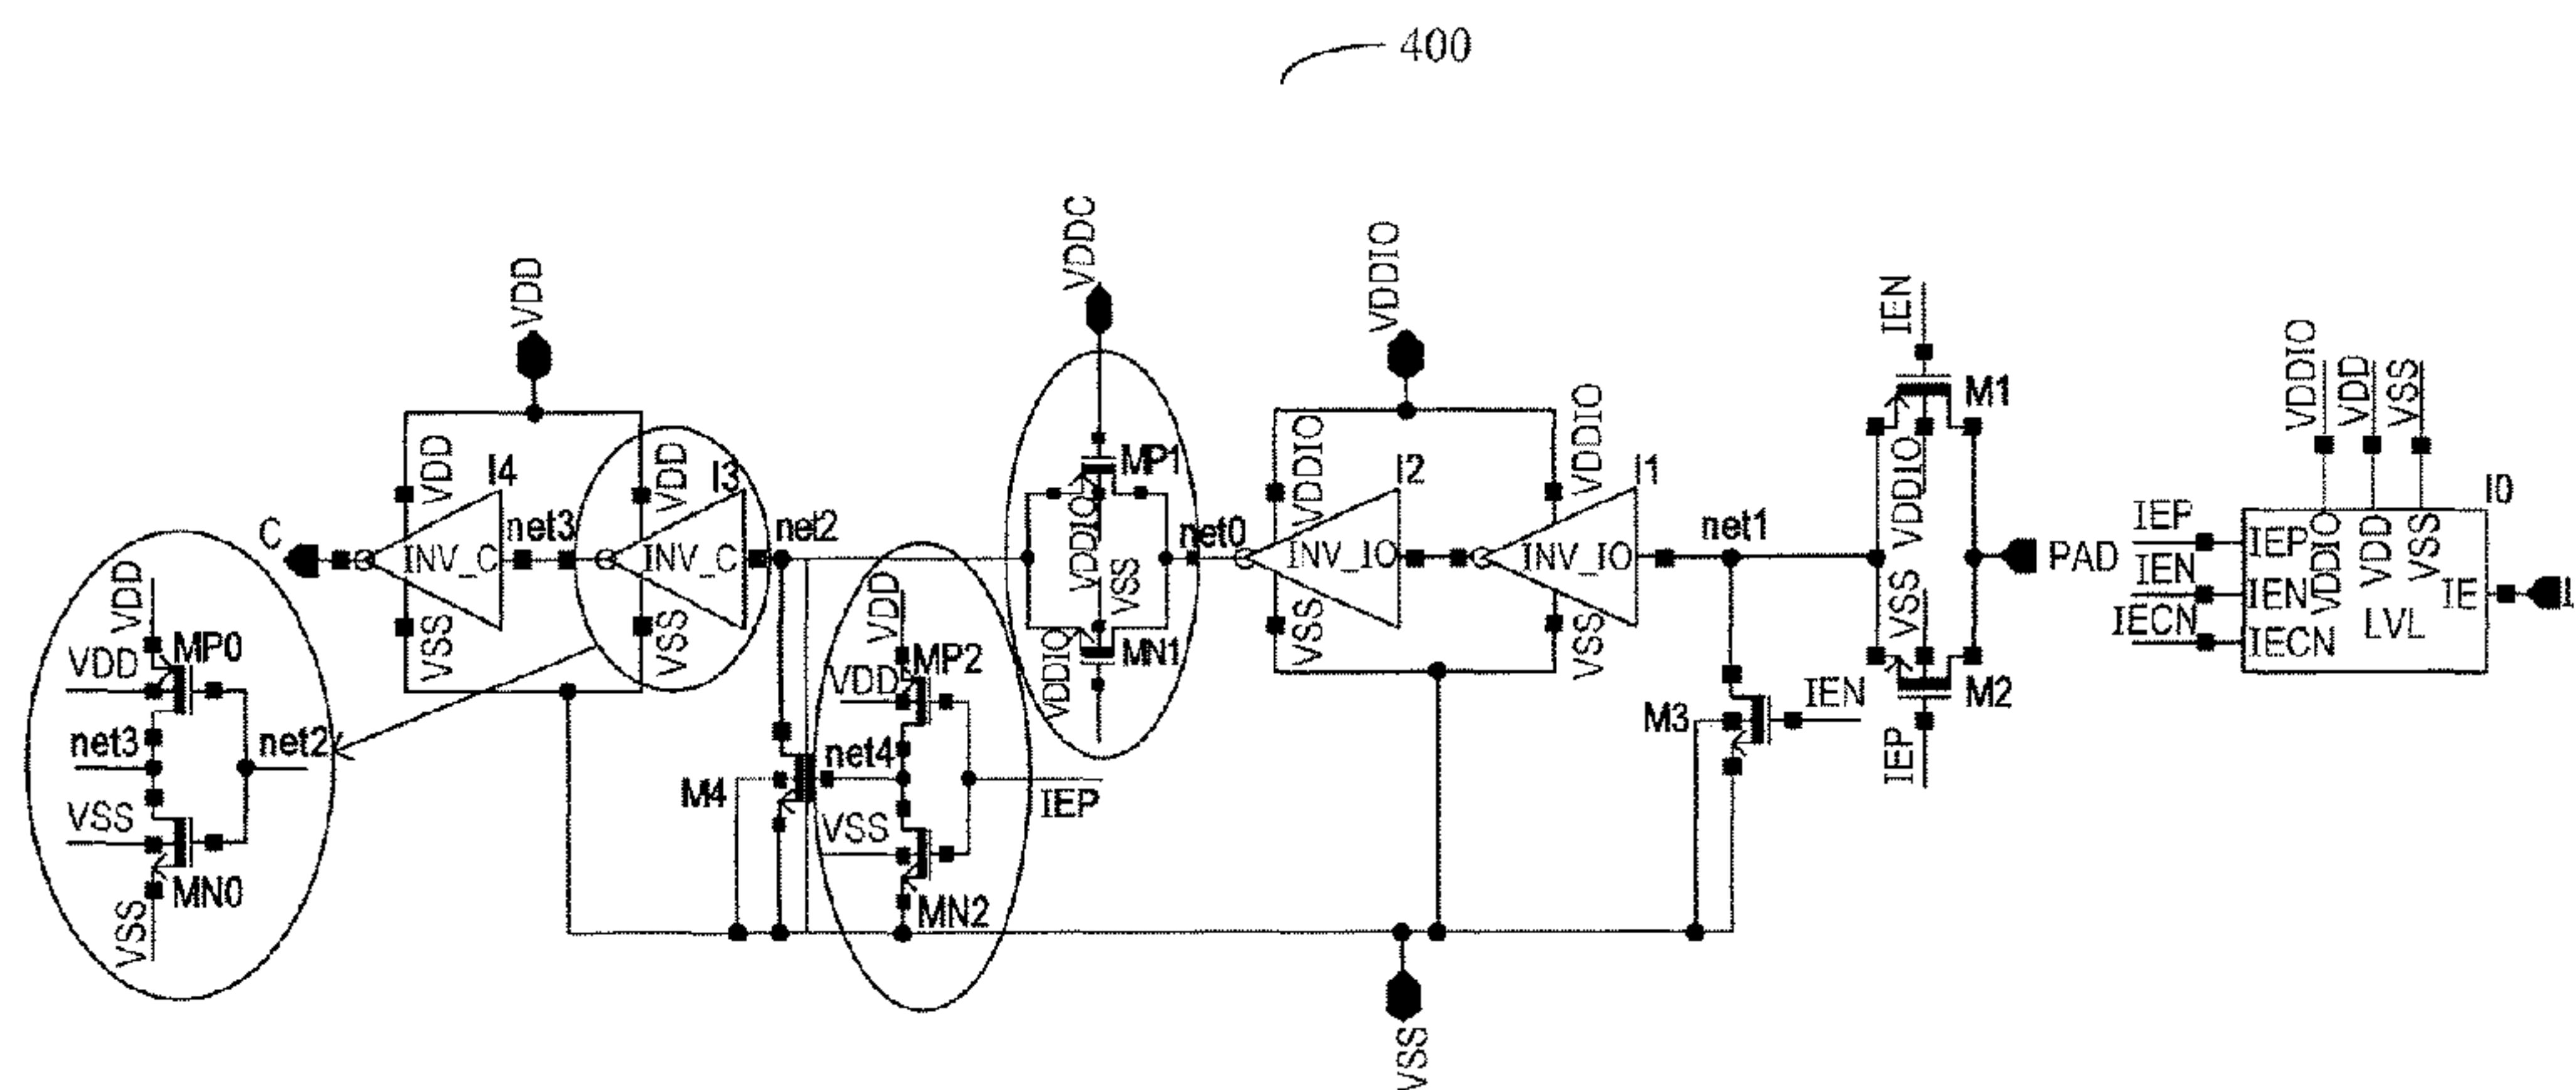 400
VDD
VDDC
VDDIO
IEN
VDDIO
VDD
VSS
M1
VDD
I4
VDD
I3
MP1
VDDIO
VDDIO
I2
VDDIO
I1
VDDIO
I0
C
INV_C
net3
INV_C
net2
VDDIO
VSS
net0
INV_IO
INV_IO
net1
VSS
PAD
IEP
IEN
IECN
IEP
IEN
IECN
VDDIO
VDD
VSS
LVL
IE
I
VSS
VSS
VDDIO
MN1
VSS
VSS
IEP
M2
VDD
MP0
VDD
net3
net2
VSS
MN0
VSS
M4
VDD
MP2
VDD
net4
VSS
IEP
MN2
M3
IEN
VSS